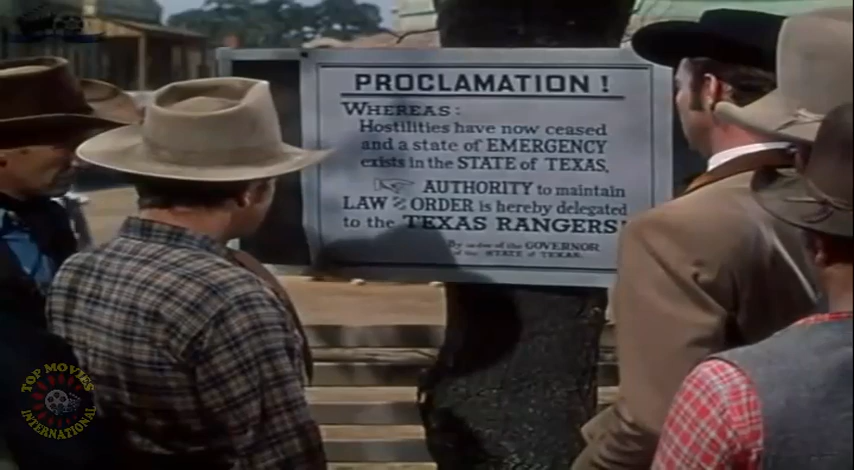 PROCLAMATION!
WHEREAS:
Hostilities have now ceased
and a state of EMERGENCY
exists in the STATE of TEXAS,
AUTHORITY to maintain
LAW & ORDER is hereby delegated
to the TEXAS RANGERS!
By order of the GOVERNOR
of the STATE of TEXAS.
TOP MOVIES
INTERNATIONAL